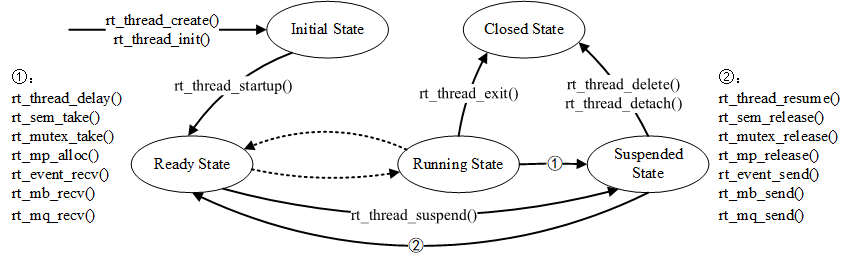 rt_thread_create()
rt_thread_init()
Initial State
Closed State
①:
rt_thread_delay()
rt_sem_take()
rt_mutex_take()
rt_mp_alloc()
rt_event_recv()
rt_mb_recv()
rt_mq_recv()
rt_thread_startup()
rt_thread_exit()
rt_thread_delete()
rt_thread_detach()
②:
rt_thread_resume()
rt_sem_release()
rt_mutex_release()
rt_mp_release()
rt_event_send()
rt_mb_send()
rt_mq_send()
Ready State
Running State
①
Suspended
State
rt_thread_suspend()
②